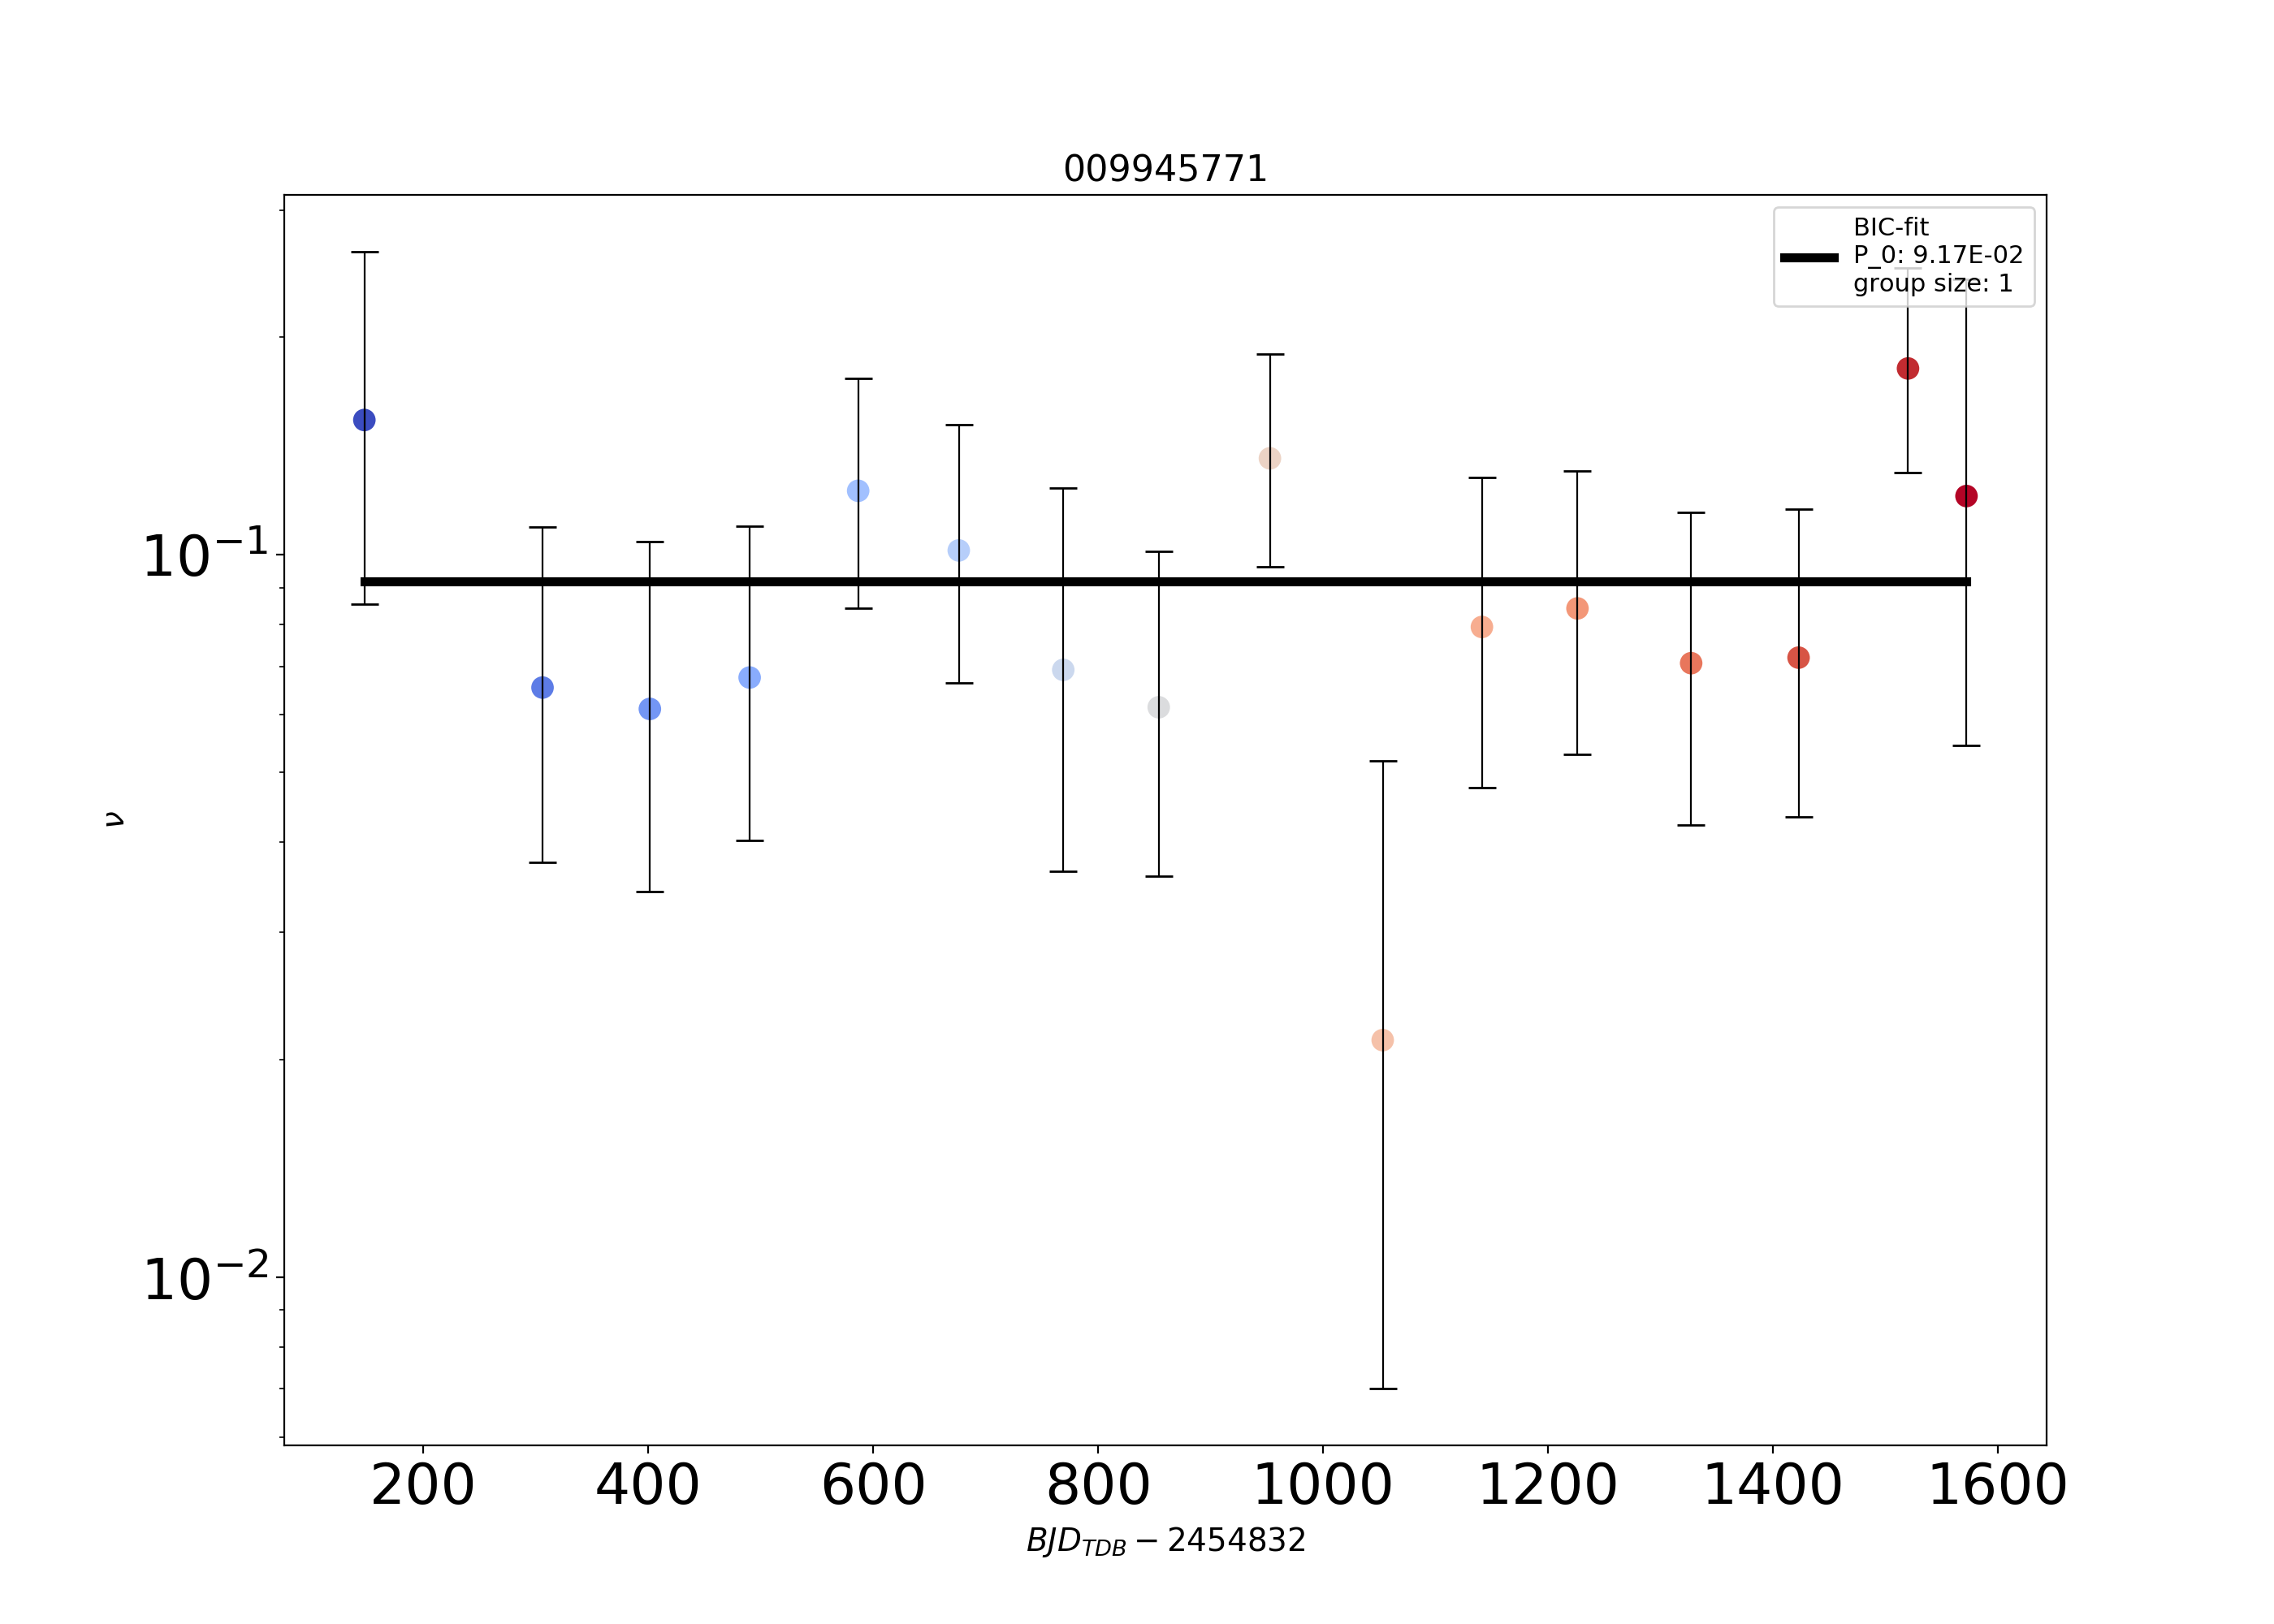 009945771
BIC-fit
P_0: 9.17E-02
group size: 1
10⁻¹
10⁻²
ν
200 400 600 800 1000 1200 1400 1600
BJD_TDB − 2454832